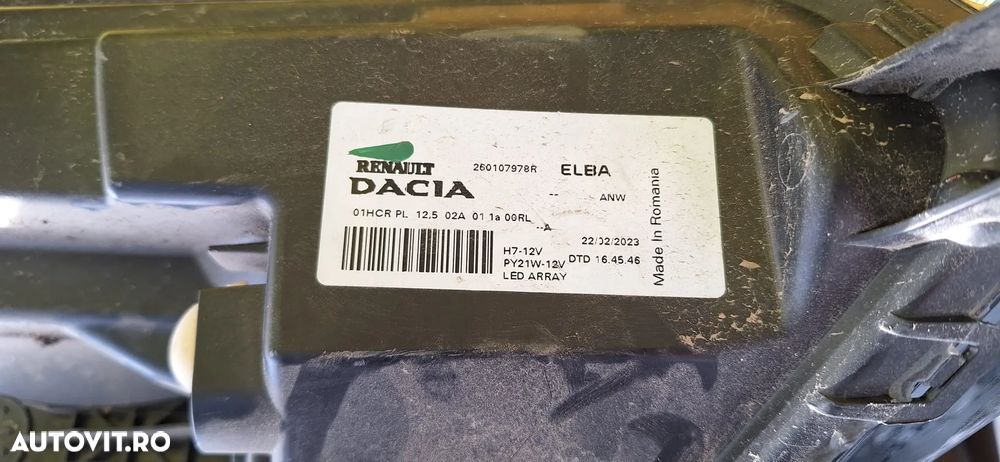 RENAULT 260107978R ELBA
DACIA -- ANW
01HCR PL 12.5 02A 01 1a 00RL
--A
22/02/2023
H7-12V
PY21W-12V DTD 16.45.46
LED ARRAY
Made In Romania
AUTOVIT.RO